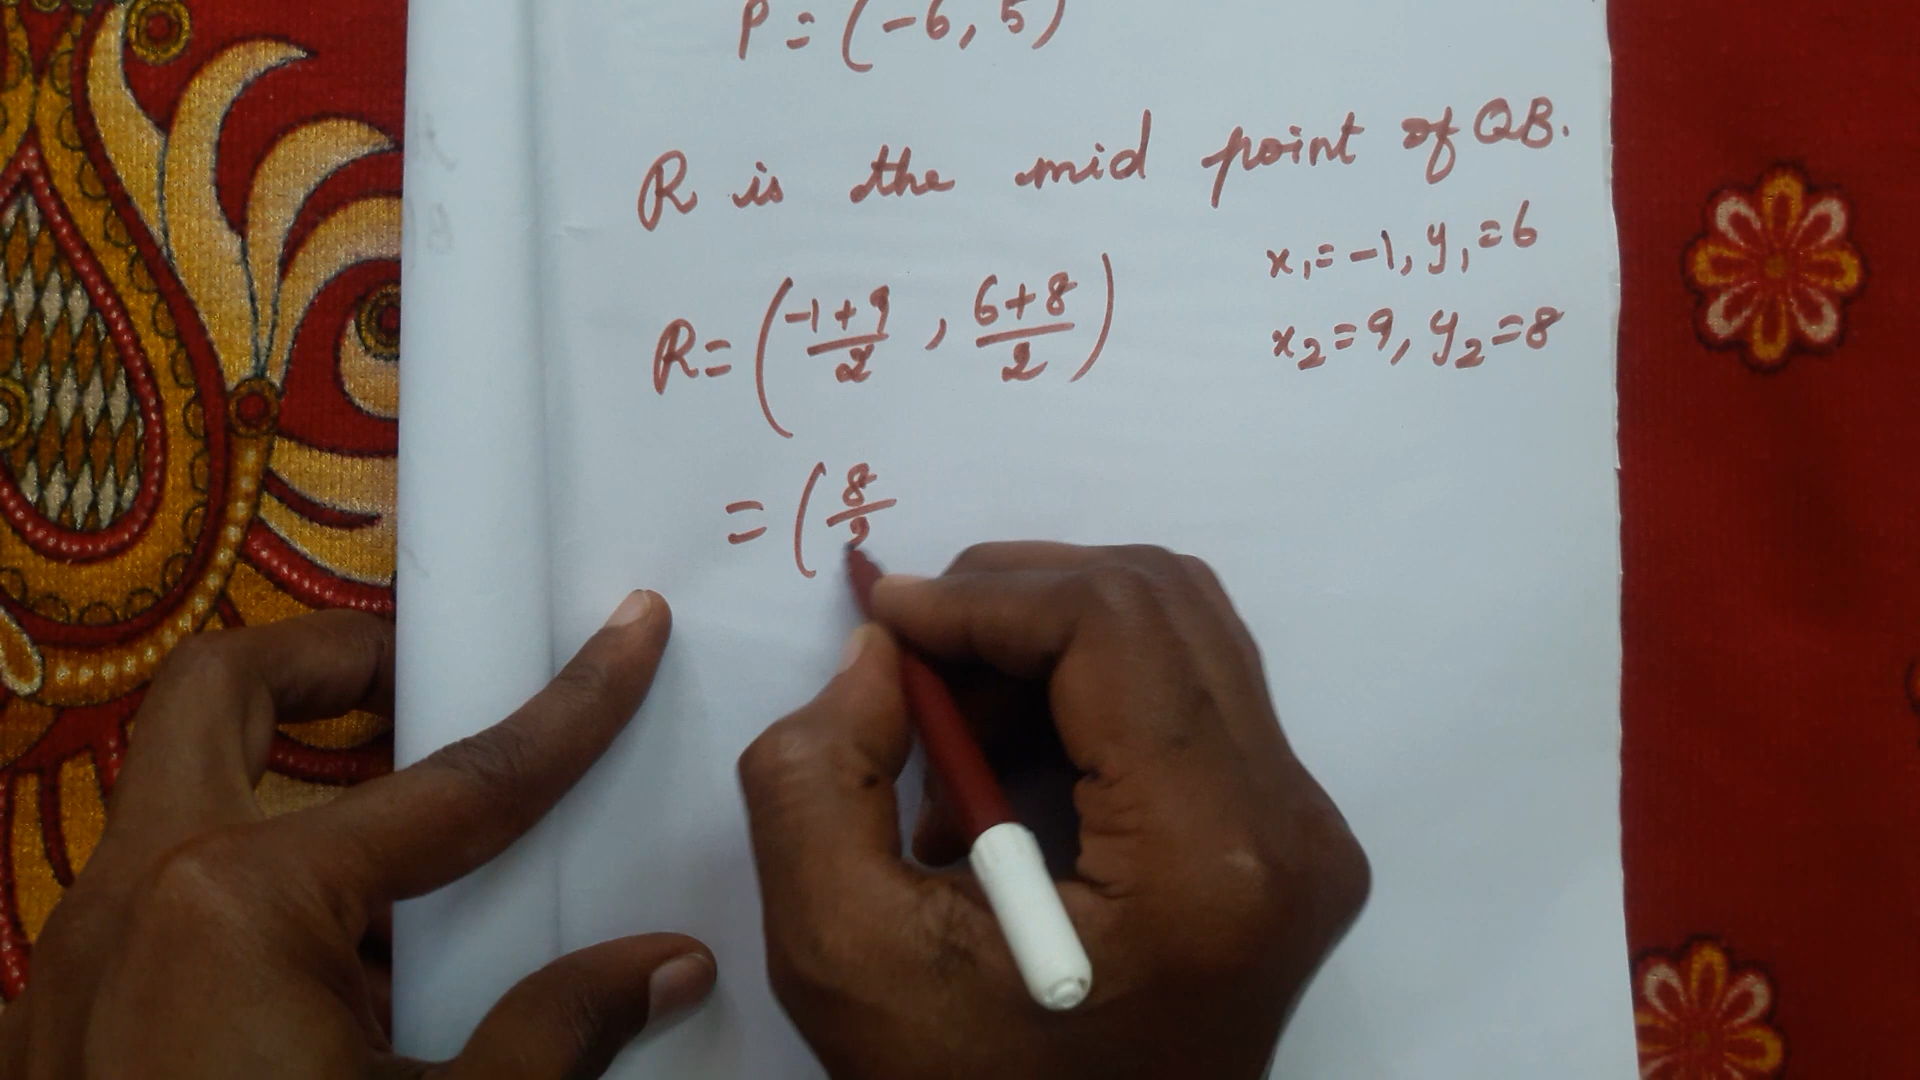 P = (-6, 5)
R is the mid point of QB.
x₁ = -1, y₁ = 6
R = (-1+9/2, 6+8/2)
x₂ = 9, y₂ = 8
= (8/2